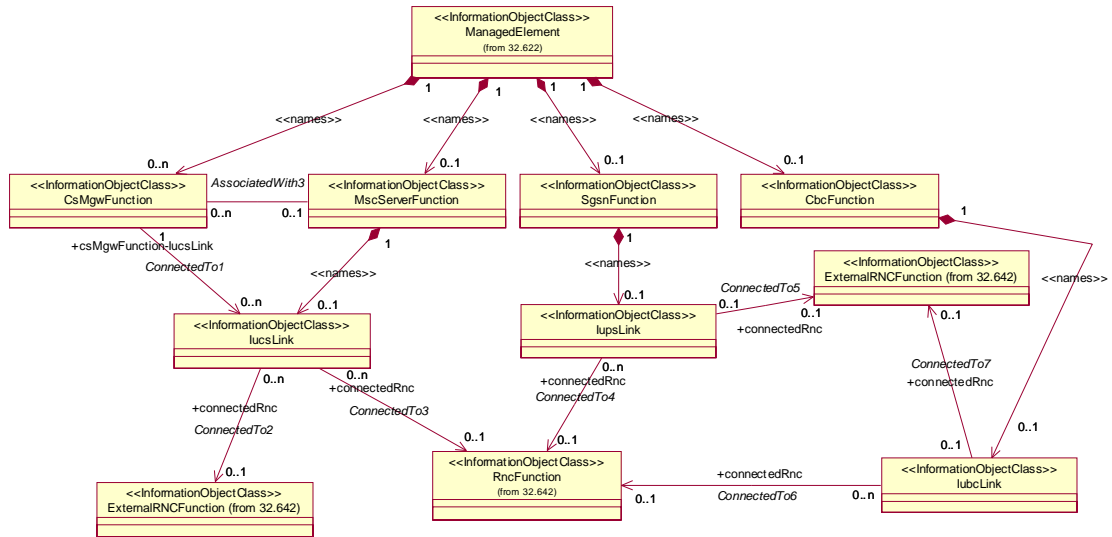 <<InformationObjectClass>>
ManagedElement
(from 32.622)
1
1
1
1
<<names>>
<<names>>
<<names>>
<<names>>
0..n
0..1
0..1
0..1
<<InformationObjectClass>>
CsMgwFunction
AssociatedWith3
0..n
0..1
<<InformationObjectClass>>
MscServerFunction
<<InformationObjectClass>>
SgsnFunction
<<InformationObjectClass>>
CbcFunction
1
+csMgwFunction-IucsLink
ConnectedTo1
0..n
1
<<names>>
0..1
1
<<names>>
0..1
1
<<names>>
0..1
<<InformationObjectClass>>
ExternalRNCFunction (from 32.642)
<<InformationObjectClass>>
IucsLink
<<InformationObjectClass>>
IupsLink
ConnectedTo5
0..1
0..1
+connectedRnc
0..1
ConnectedTo7
+connectedRnc
0..1
0..n
+connectedRnc
ConnectedTo2
0..1
0..n
+connectedRnc
ConnectedTo3
0..1
0..n
+connectedRnc
ConnectedTo4
0..1
<<InformationObjectClass>>
ExternalRNCFunction (from 32.642)
<<InformationObjectClass>>
RncFunction
(from 32.642)
+connectedRnc
0..1
ConnectedTo6
0..n
<<InformationObjectClass>>
IubcLink